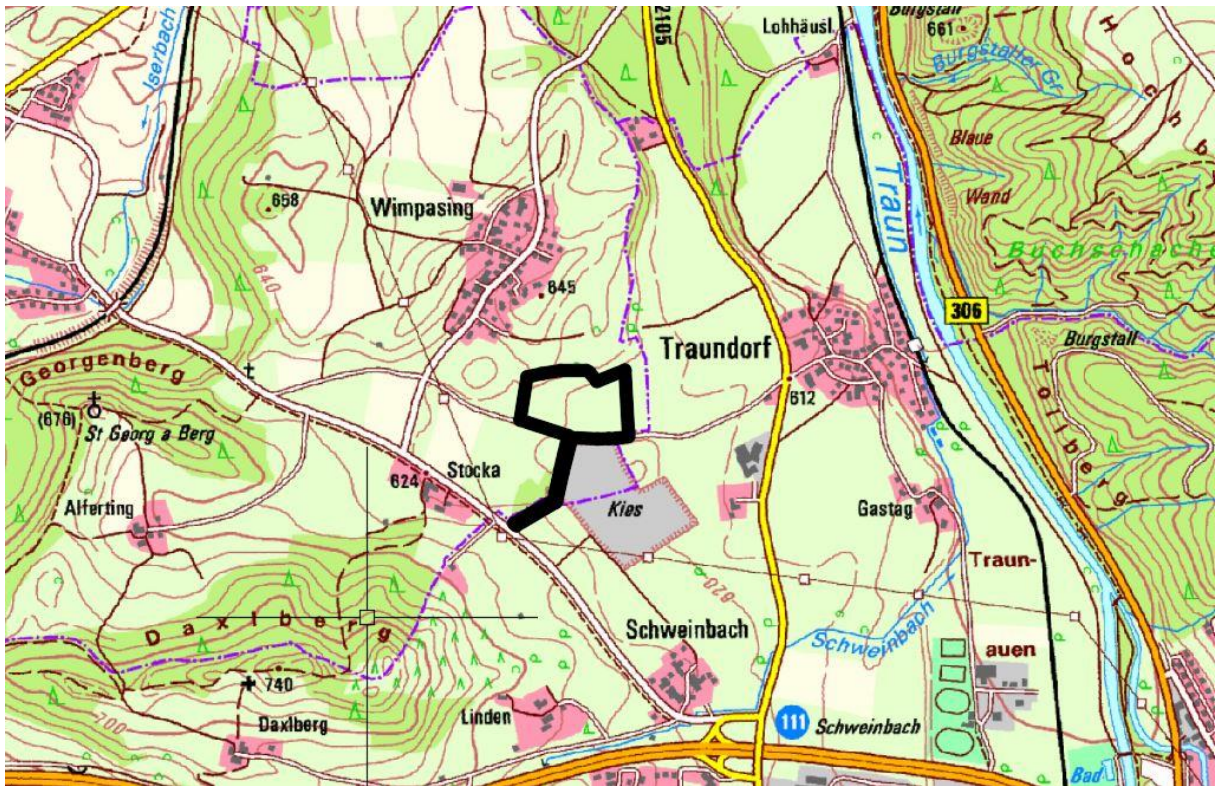 Iserbach
2105
Lohhäusl.
Burgstall
661
Burgstaller Gr.
Hochb
Blaue
Wand
658
Wimpasing
Traun
640
645
Buchschache
306
Traundorf
Burgstall
Georgenberg
(676)
St Georg a Berg
612
Tollberg
624
Stocka
Alferting
Kies
Gastag
620
Traun-
auen
Daxlberg
Schweinbach
Schweinbach
740
700
Linden
Daxlberg
111
Schweinbach
Bad